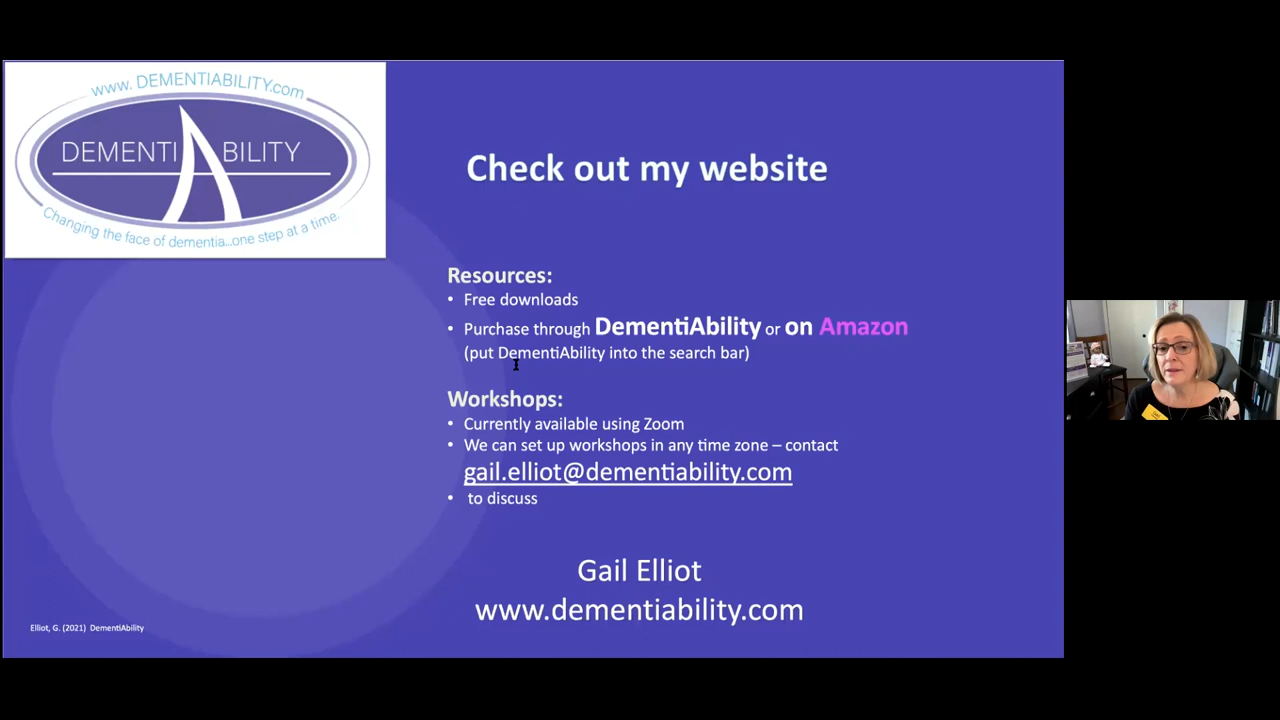 www. DEMENTIABILITY.com
DEMENTIABILITY
Changing the face of dementia...one step at a time.
Check out my website
Resources:
• Free downloads
• Purchase through DementiAbility or on Amazon
(put DementiAbility into the search bar)
Workshops:
• Currently available using Zoom
• We can set up workshops in any time zone – contact
gail.elliot@dementiability.com
• to discuss
Gail Elliot
www.dementiability.com
Elliot, G. (2021) DementiAbility